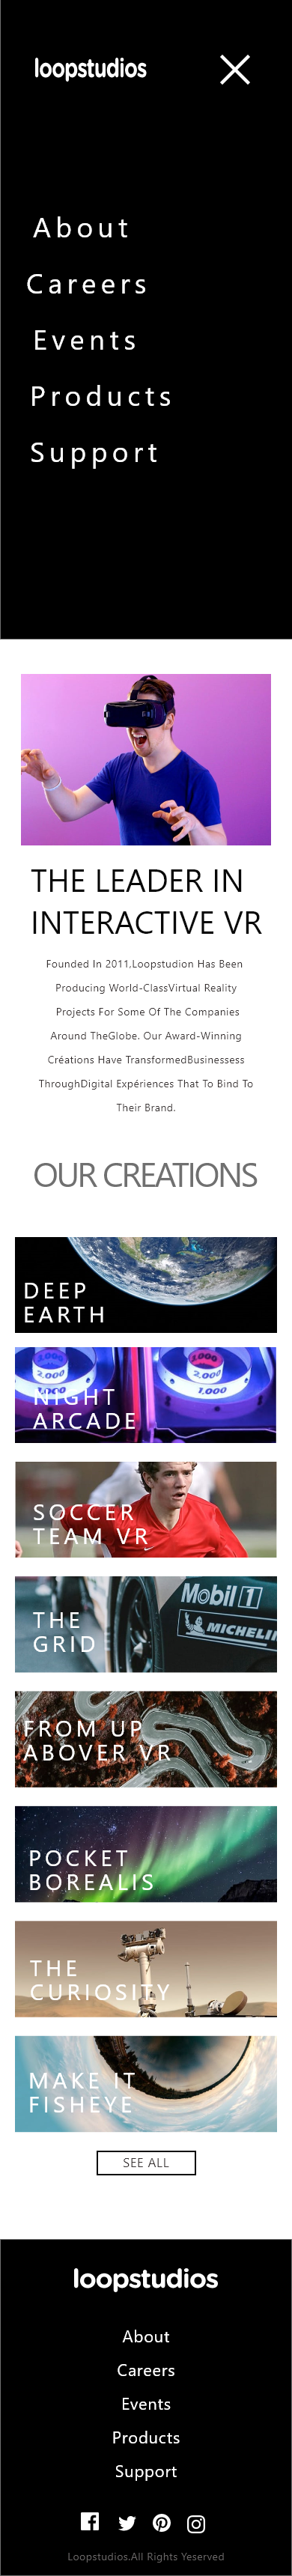 loopstudios
About
Careers
Events
Products
Support
THE LEADER IN
INTERACTIVE VR
Founded In 2011,Loopstudion Has Been
Producing World-ClassVirtual Reality
Projects For Some Of The Companies
Around TheGlobe. Our Award-Winning
Créations Have TransformedBusinessess
ThroughDigital Expériences That To Bind To
Their Brand.
OUR CREATIONS
DEEP
EARTH
2,000
2,000
1,000
1,000
NIGHT
ARCADE
SOCCER
TEAM VR
Mobil 1
MICHELIN
THE
GRID
FROM UP
ABOVER VR
POCKET
BOREALIS
THE
CURIOSITY
MAKE IT
FISHEYE
SEE ALL
loopstudios
About
Careers
Events
Products
Support
Loopstudios.All Rights Yeserved